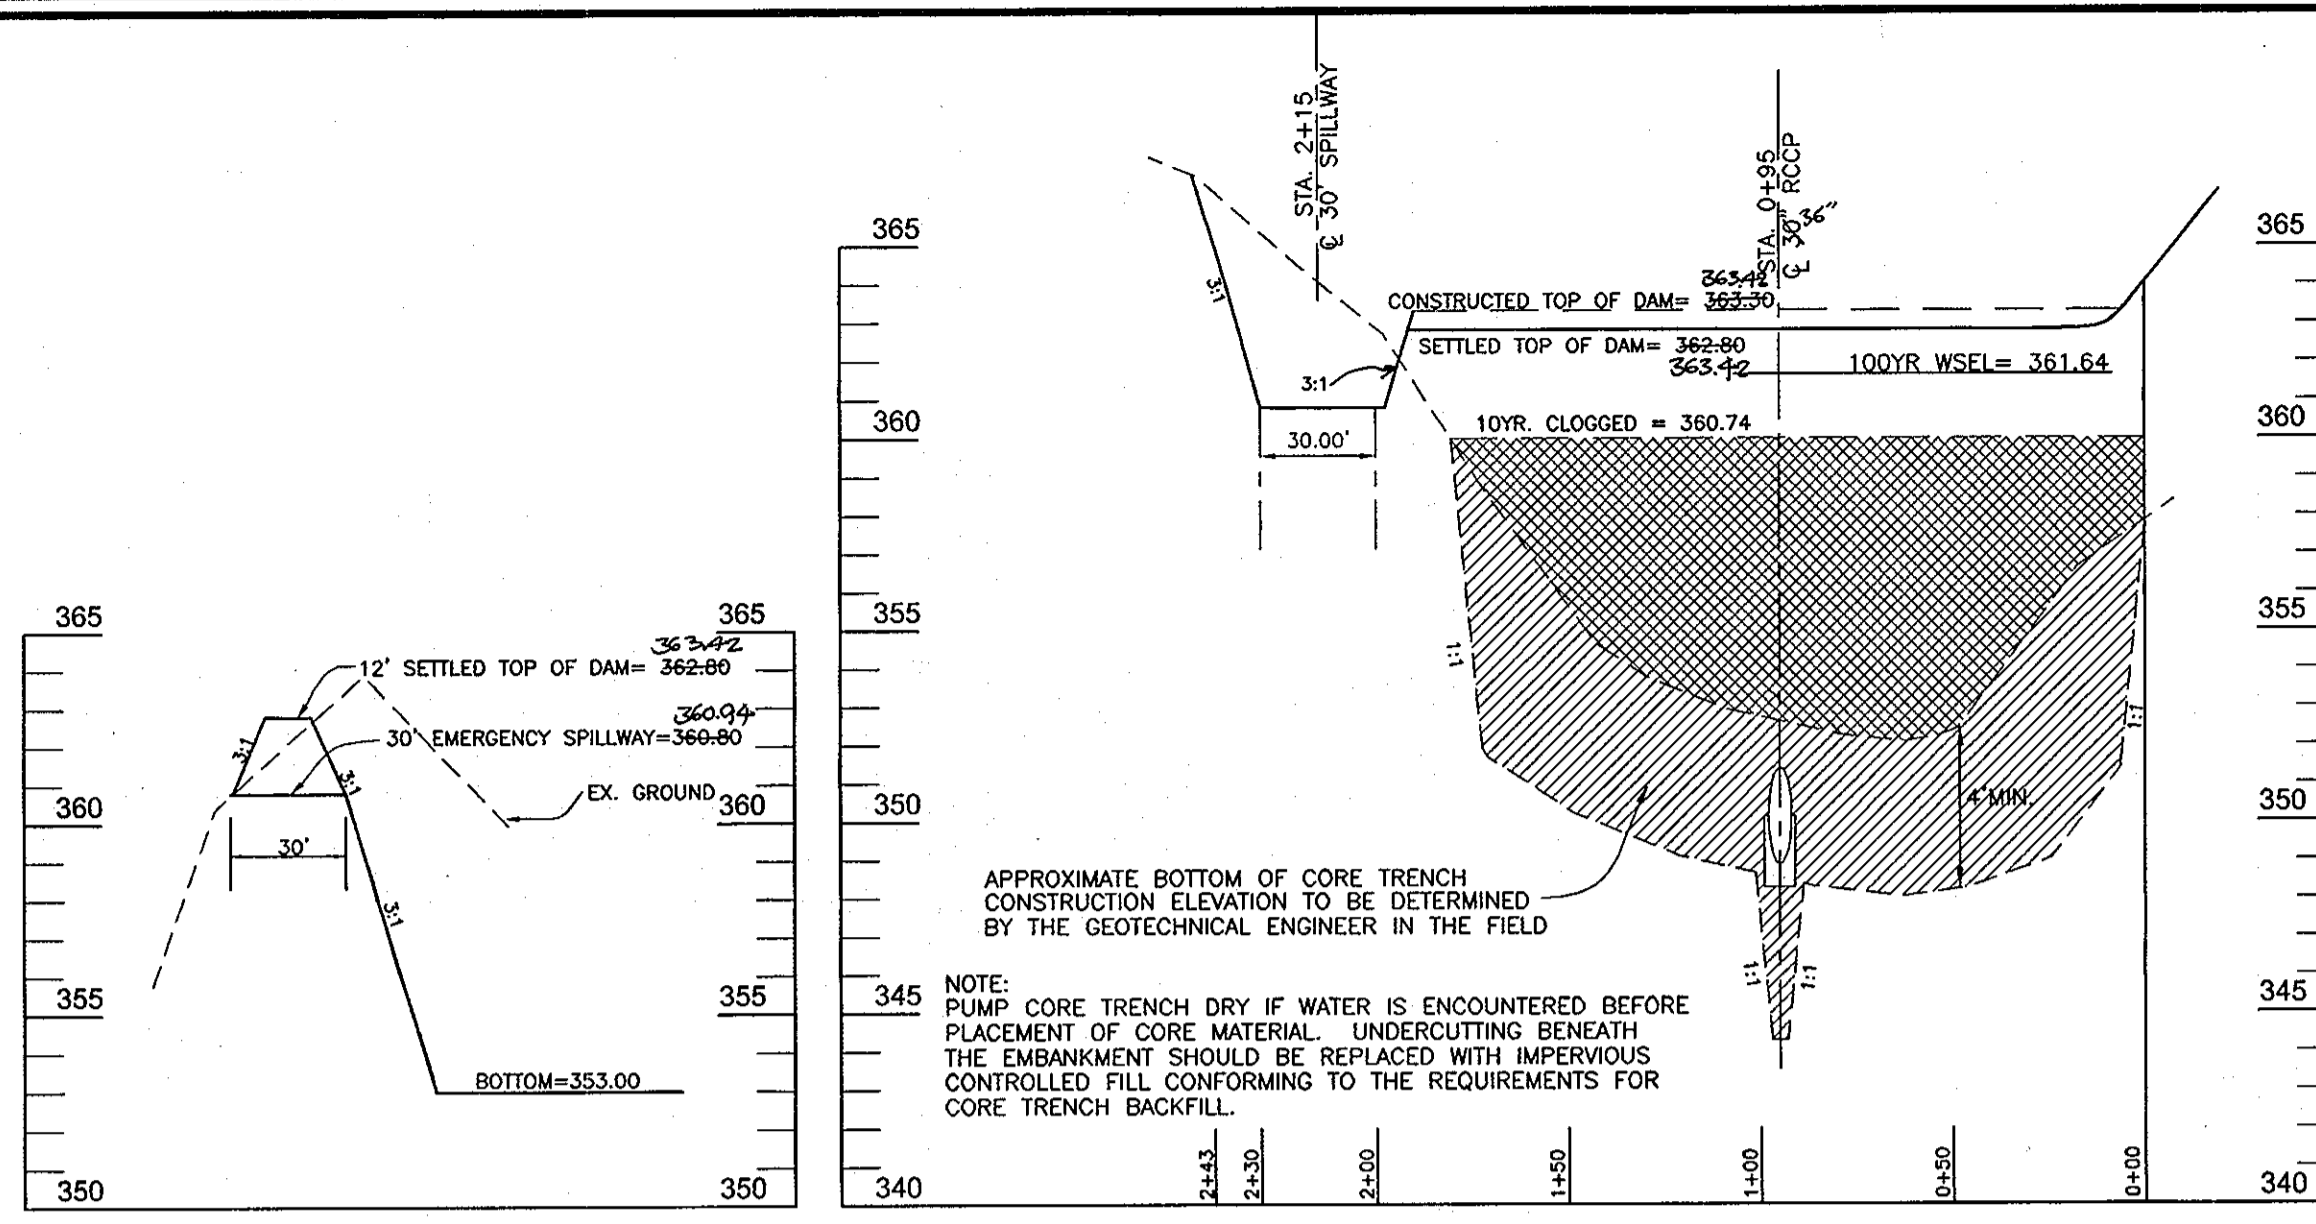 365
360
355
350
365
360
355
350
363.42
12' SETTLED TOP OF DAM= 362.80
360.94
30' EMERGENCY SPILLWAY=360.80
EX. GROUND
3:1
3:1
30'
3:1
BOTTOM=353.00
365
360
355
350
345
340
STA. 2+15
℄ 30' SPILLWAY
STA. 0+95
℄ 30" RCCP
36"
3:1
363.42
CONSTRUCTED TOP OF DAM= 363.30
SETTLED TOP OF DAM= 362.80
363.42
100YR WSEL= 361.64
3:1
10YR. CLOGGED = 360.74
30.00'
1:1
1:1
4' MIN.
APPROXIMATE BOTTOM OF CORE TRENCH
CONSTRUCTION ELEVATION TO BE DETERMINED
BY THE GEOTECHNICAL ENGINEER IN THE FIELD
1:1
1:1
NOTE:
PUMP CORE TRENCH DRY IF WATER IS ENCOUNTERED BEFORE
PLACEMENT OF CORE MATERIAL. UNDERCUTTING BENEATH
THE EMBANKMENT SHOULD BE REPLACED WITH IMPERVIOUS
CONTROLLED FILL CONFORMING TO THE REQUIREMENTS FOR
CORE TRENCH BACKFILL.
2+43
2+30
2+00
1+50
1+00
0+50
0+00
365
360
355
350
345
340